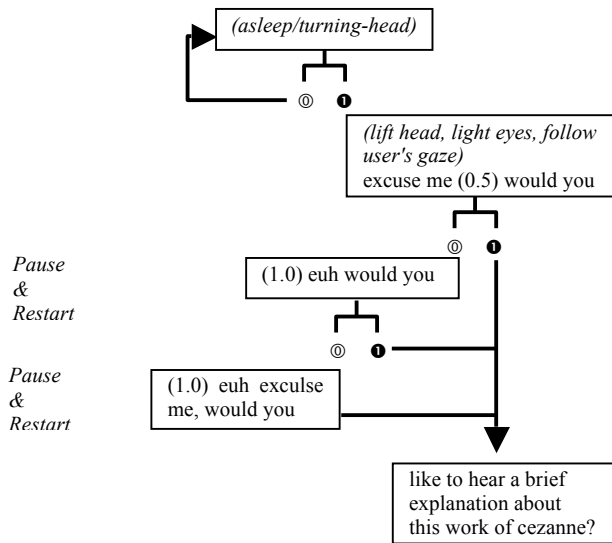 (asleep/turning-head)
⓪ ❶
(lift head, light eyes, follow
user's gaze)
excuse me (0.5) would you
⓪ ❶
Pause
&
Restart
(1.0) euh would you
⓪ ❶
Pause
&
Restart
(1.0) euh exculse
me, would you
like to hear a brief
explanation about
this work of cezanne?